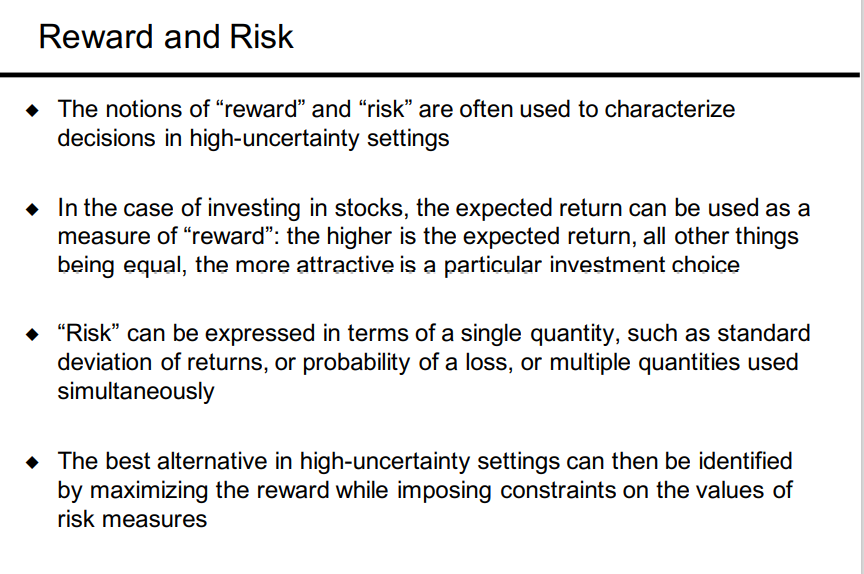 Reward and Risk
◆ The notions of “reward” and “risk” are often used to characterize
decisions in high-uncertainty settings
◆ In the case of investing in stocks, the expected return can be used as a
measure of “reward”: the higher is the expected return, all other things
being equal, the more attractive is a particular investment choice
◆ “Risk” can be expressed in terms of a single quantity, such as standard
deviation of returns, or probability of a loss, or multiple quantities used
simultaneously
◆ The best alternative in high-uncertainty settings can then be identified
by maximizing the reward while imposing constraints on the values of
risk measures